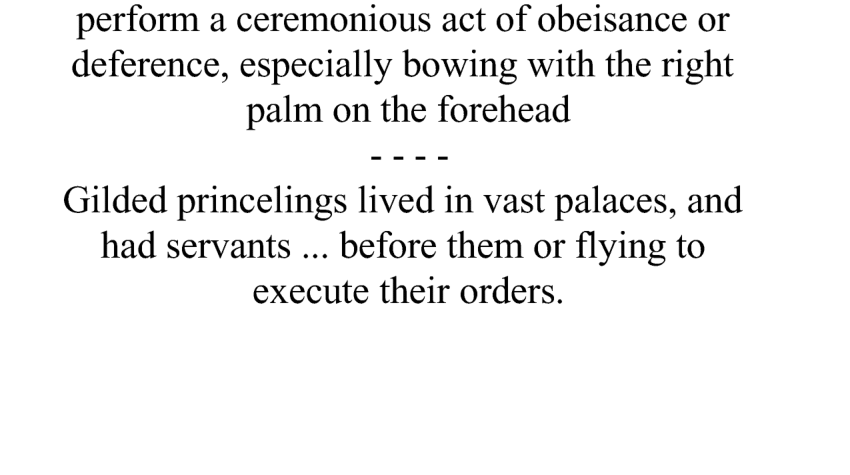 perform a ceremonious act of obeisance or
deference, especially bowing with the right
palm on the forehead
- - - -
Gilded princelings lived in vast palaces, and
had servants ... before them or flying to
execute their orders.